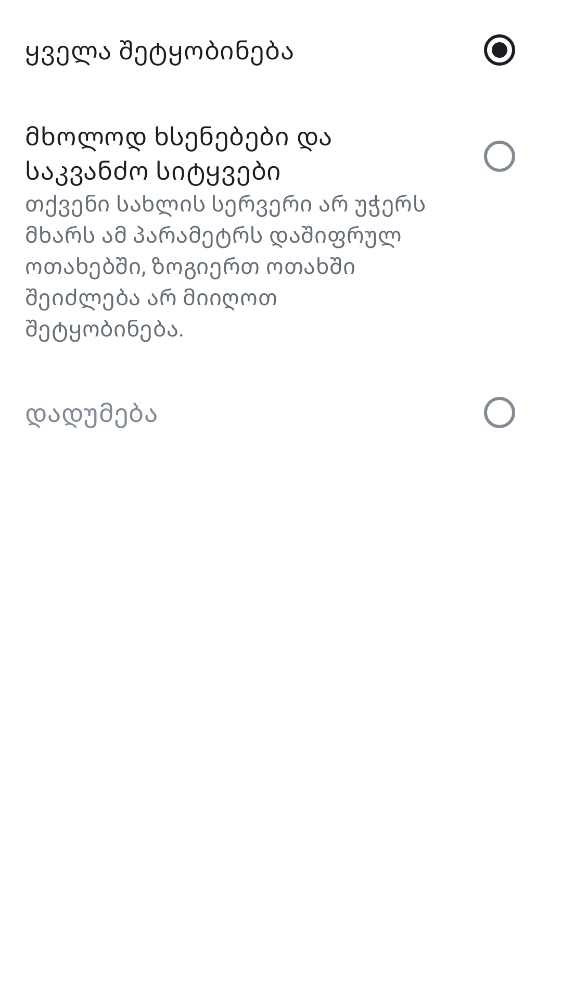 ყველა შეტყობინება
მხოლოდ ხსენებები და
საკვანძო სიტყვები
თქვენი სახლის სერვერი არ უჭერს
მხარს ამ პარამეტრს დაშიფრულ
ოთახებში, ზოგიერთ ოთახში
შეიძლება არ მიიღოთ
შეტყობინება.
დადუმება